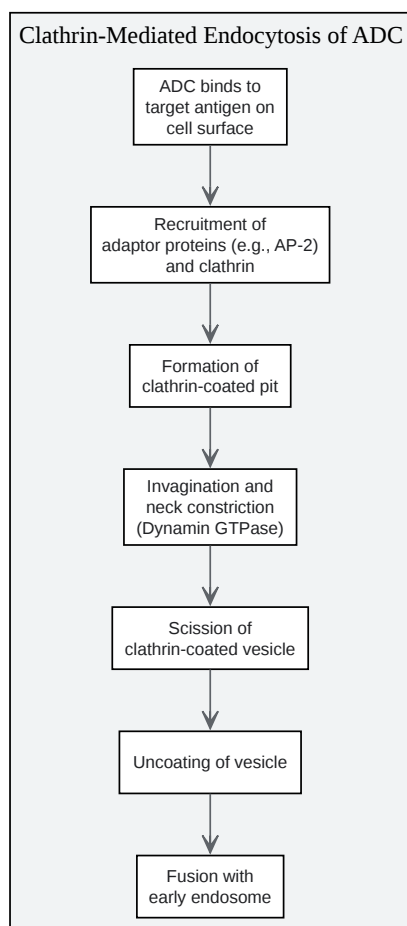 Clathrin-Mediated Endocytosis of ADC
ADC binds to
target antigen on
cell surface
Recruitment of
adaptor proteins (e.g., AP-2)
and clathrin
Formation of
clathrin-coated pit
Invagination and
neck constriction
(Dynamin GTPase)
Scission of
clathrin-coated vesicle
Uncoating of vesicle
Fusion with
early endosome